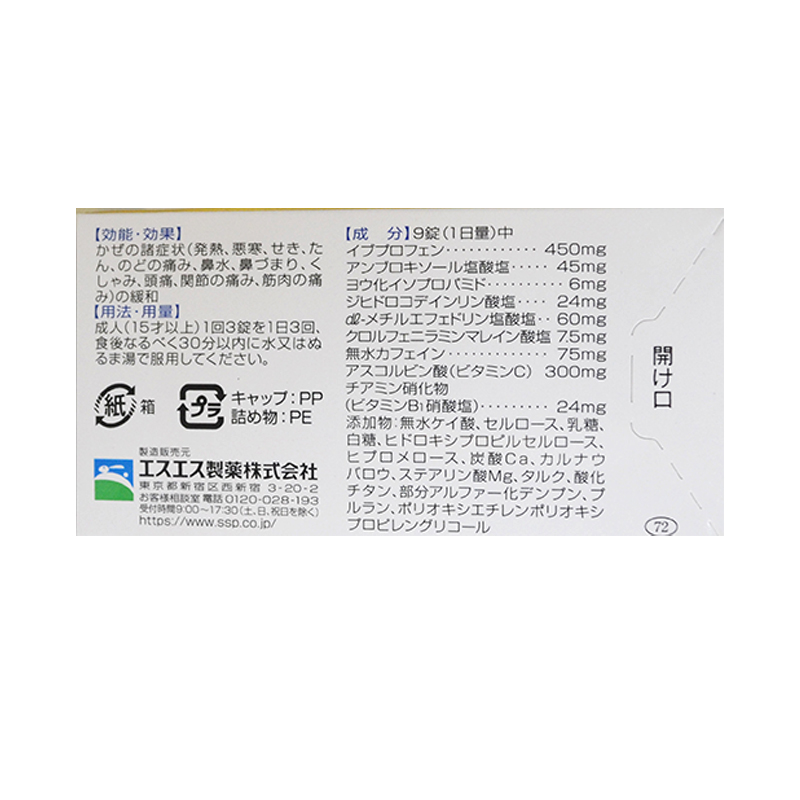 【効能・効果】
かぜの諸症状(発熱、悪寒、せき、た
ん、のどの痛み、鼻水、鼻づまり、く
しゃみ、頭痛、関節の痛み、筋肉の痛
み)の緩和
【用法・用量】
成人(15才以上)1回3錠を1日3回、
食後なるべく30分以内に水又はぬ
るま湯で服用してください。
紙 箱
プラ キャップ:PP
詰め物:PE
製造販売元
エスエス製薬株式会社
東京都新宿区西新宿 3-20-2
お客様相談室 電話0120-028-193
受付時間9:00〜17:30(土、日、祝日を除く)
https://www.ssp.co.jp/
【成 分】9錠(1日量)中
イブプロフェン············ 450mg
アンブロキソール塩酸塩····· 45mg
ヨウ化イソプロパミド·········· 6mg
ジヒドロコデインリン酸塩···· 24mg
dl-メチルエフェドリン塩酸塩·· 60mg
クロルフェニラミンマレイン酸塩 7.5mg
無水カフェイン············· 75mg
アスコルビン酸(ビタミンC) 300mg
チアミン硝化物
(ビタミンB1硝酸塩)········· 24mg
添加物:無水ケイ酸、セルロース、乳糖、
白糖、ヒドロキシプロピルセルロース、
ヒプロメロース、炭酸Ca、カルナウ
バロウ、ステアリン酸Mg、タルク、酸化
チタン、部分アルファー化デンプン、プ
ルラン、ポリオキシエチレンポリオキシ
プロピレングリコール
開け口
72